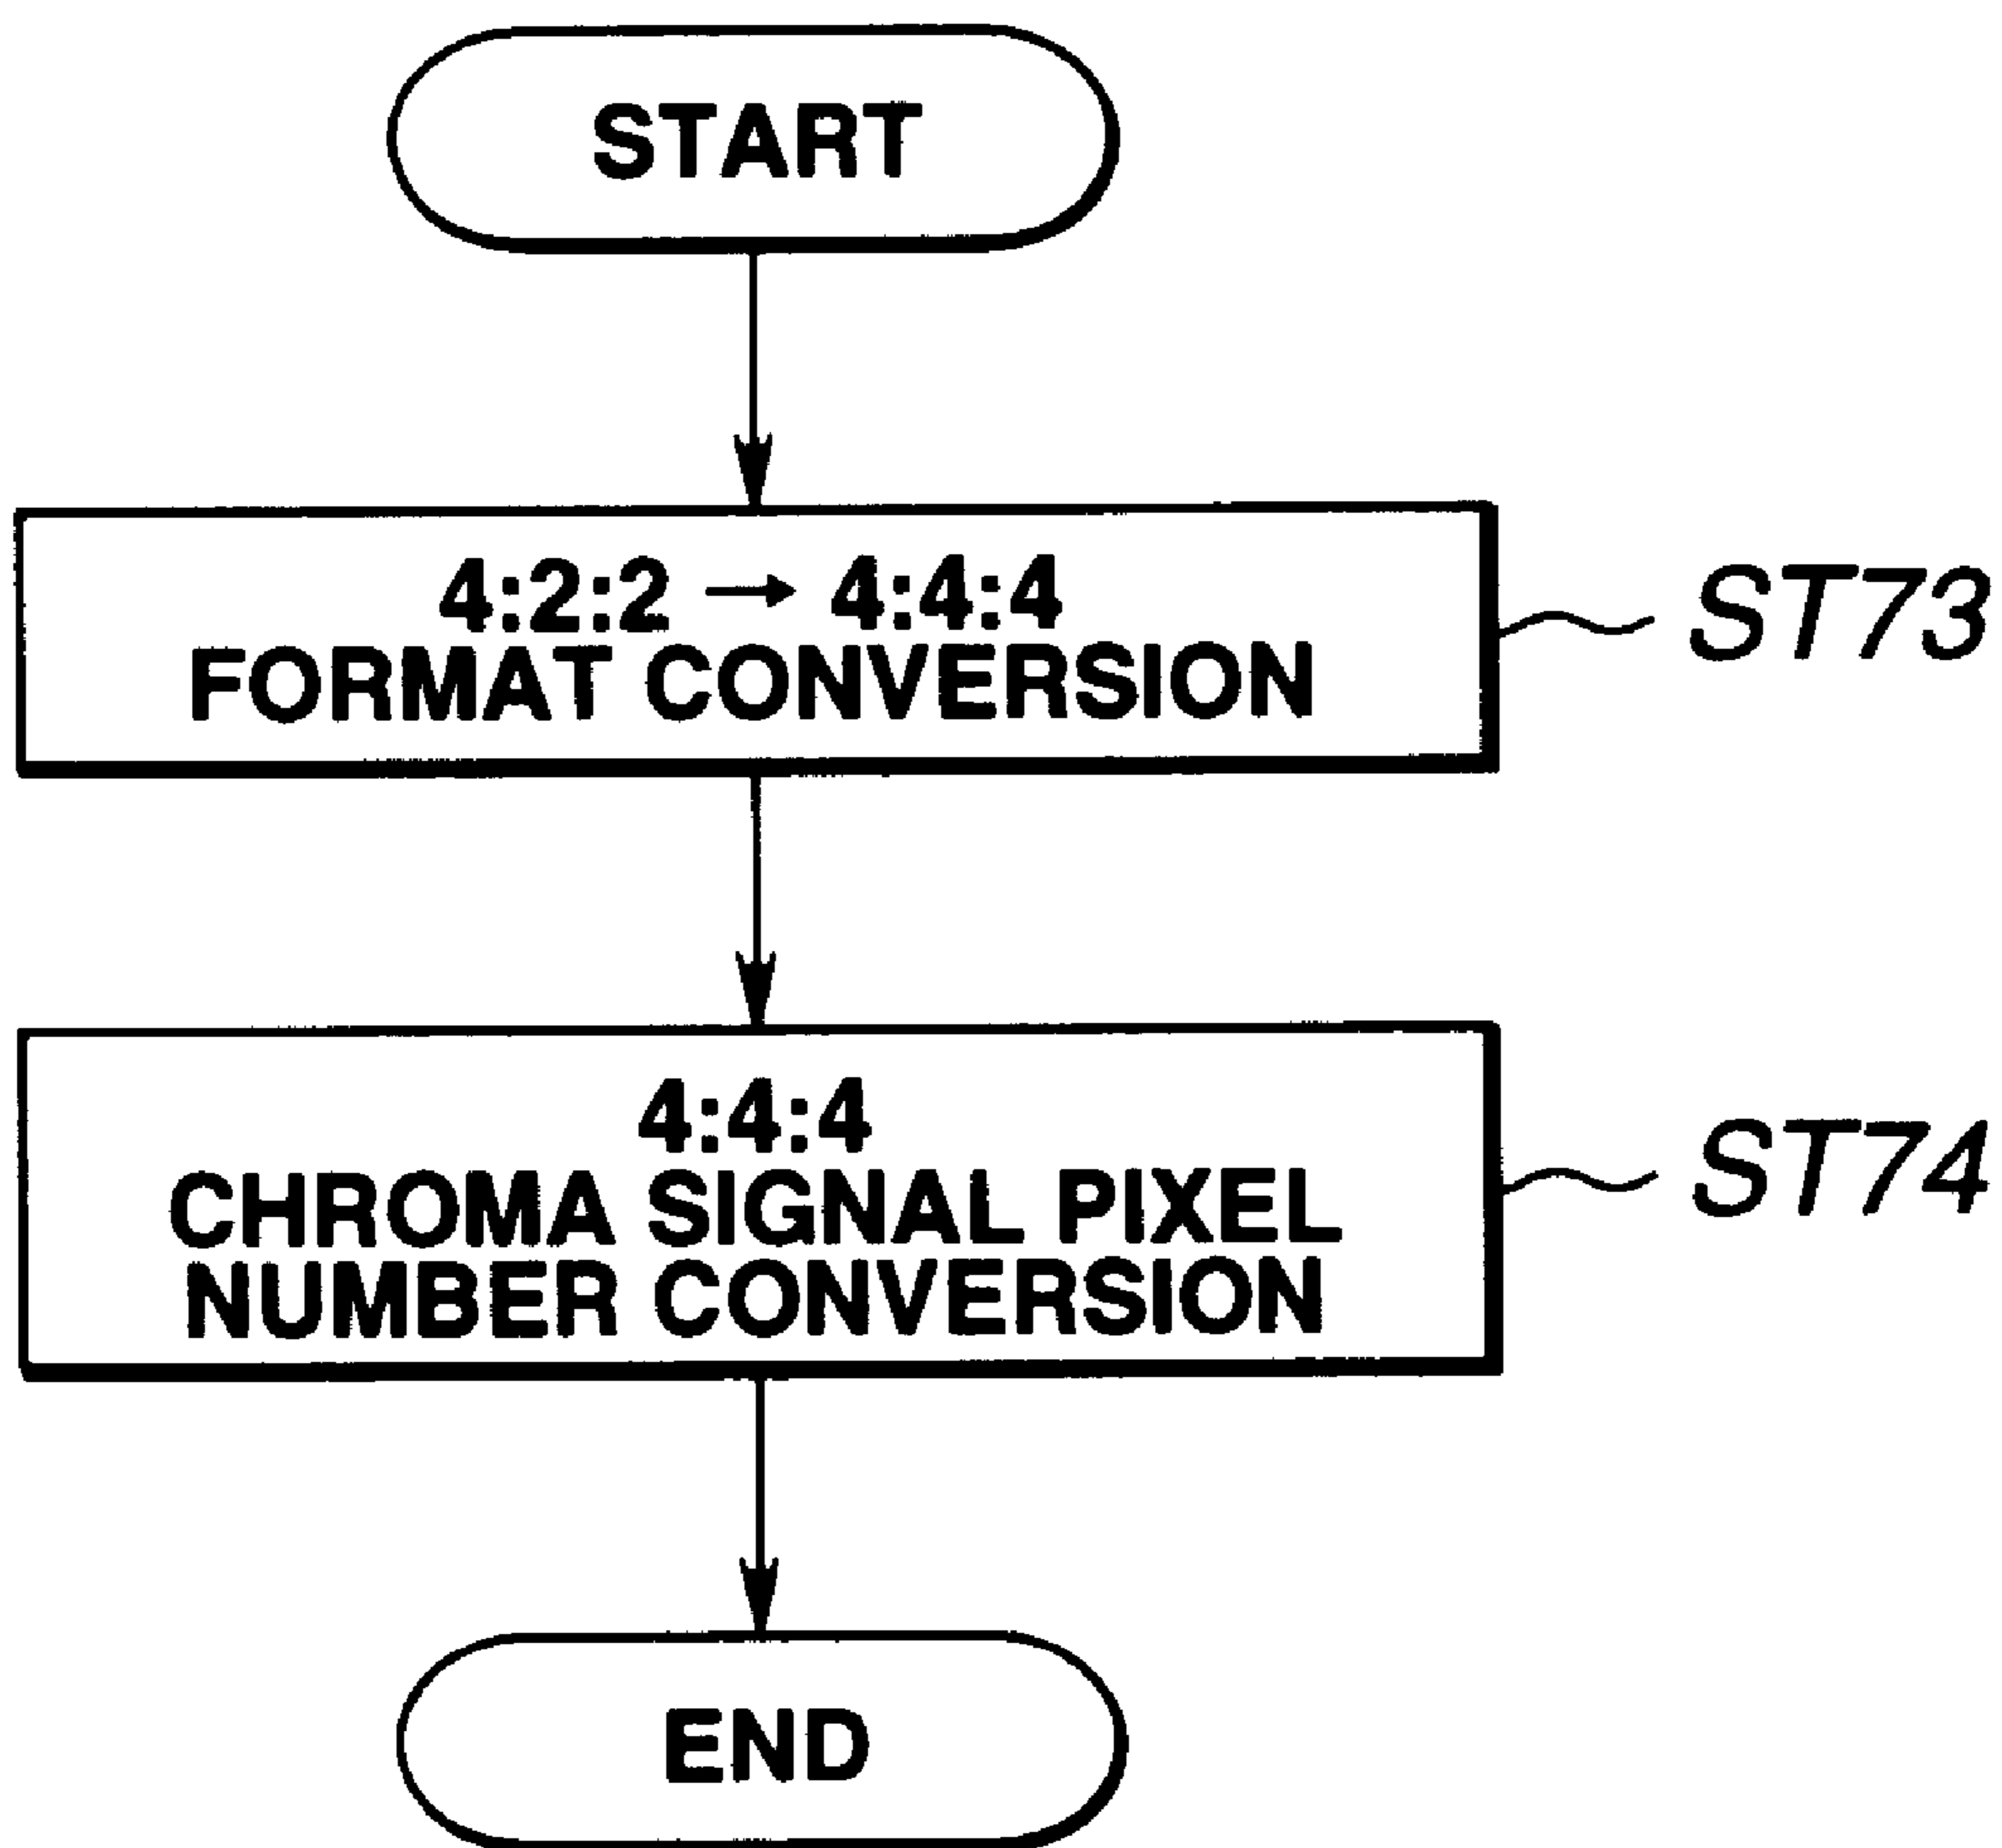 START
4:2:2 → 4:4:4
FORMAT CONVERSION
ST73
4:4:4
CHROMA SIGNAL PIXEL
NUMBER CONVERSION
ST74
END